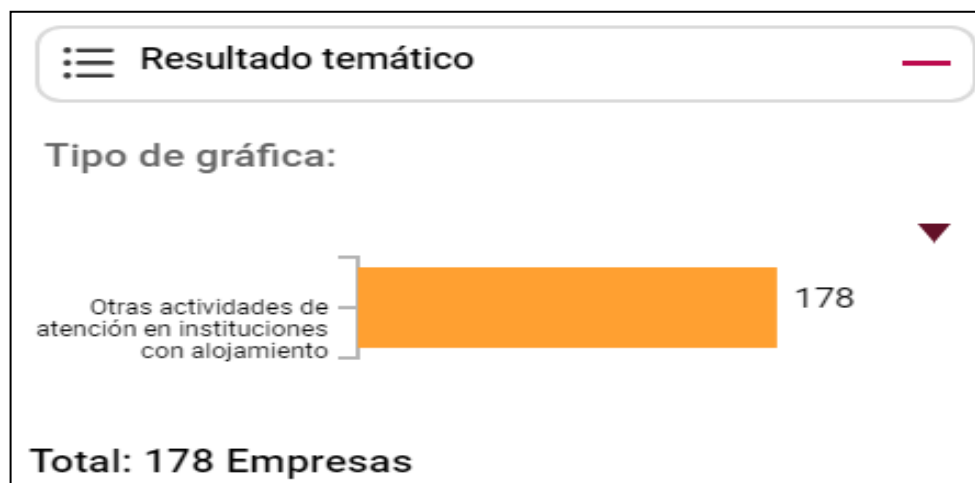 Resultado temático
Tipo de gráfica:
Otras actividades de
atención en instituciones
con alojamiento
178
Total: 178 Empresas